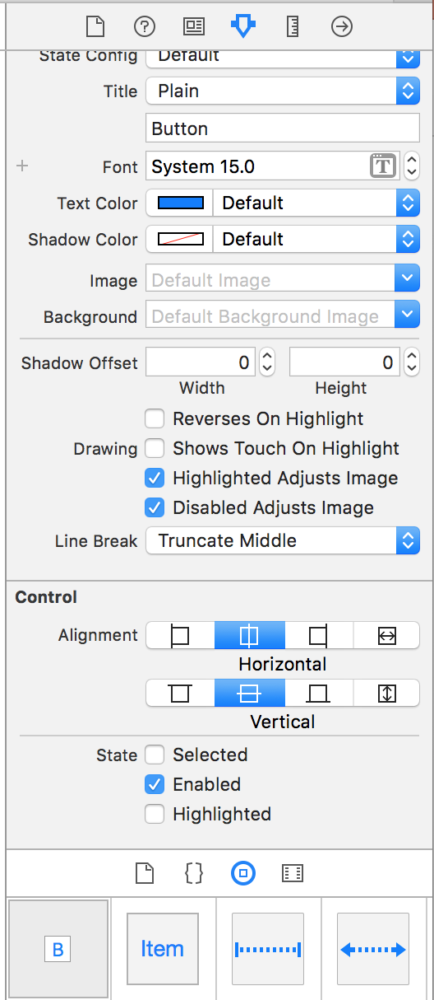 State Config Default
Title Plain
Button
Font System 15.0 T
Text Color Default
Shadow Color Default
Image Default Image
Background Default Background Image
Shadow Offset 0 0
Width Height
Reverses On Highlight
Drawing Shows Touch On Highlight
Highlighted Adjusts Image
Disabled Adjusts Image
Line Break Truncate Middle
Control
Alignment
Horizontal
Vertical
State Selected
Enabled
Highlighted
{}
B Item